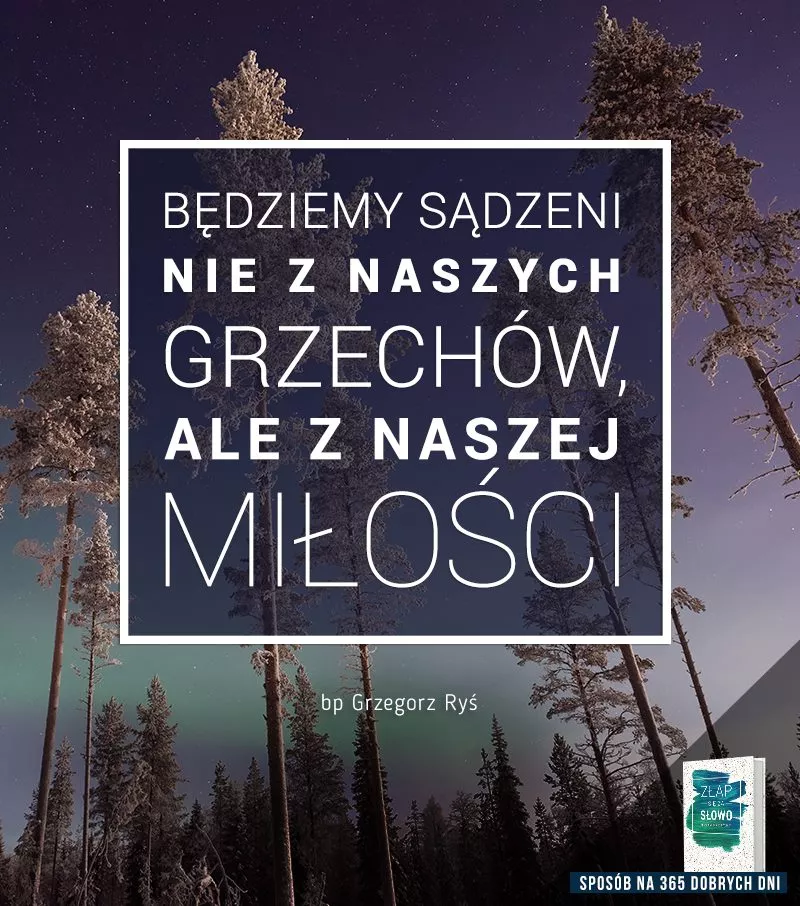 BĘDZIEMY SĄDZENI
NIE Z NASZYCH
GRZECHÓW,
ALE Z NASZEJ
MIŁOŚCI
bp Grzegorz Ryś
ZŁAP
SŁOWO
SPOSÓB NA 365 DOBRYCH DNI